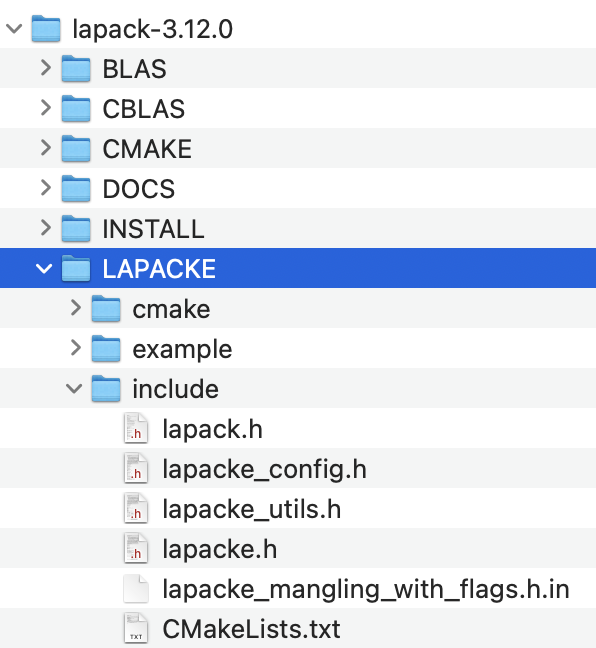 lapack-3.12.0
BLAS
CBLAS
CMAKE
DOCS
INSTALL
LAPACKE
cmake
example
include
lapack.h
lapacke_config.h
lapacke_utils.h
lapacke.h
lapacke_mangling_with_flags.h.in
CMakeLists.txt